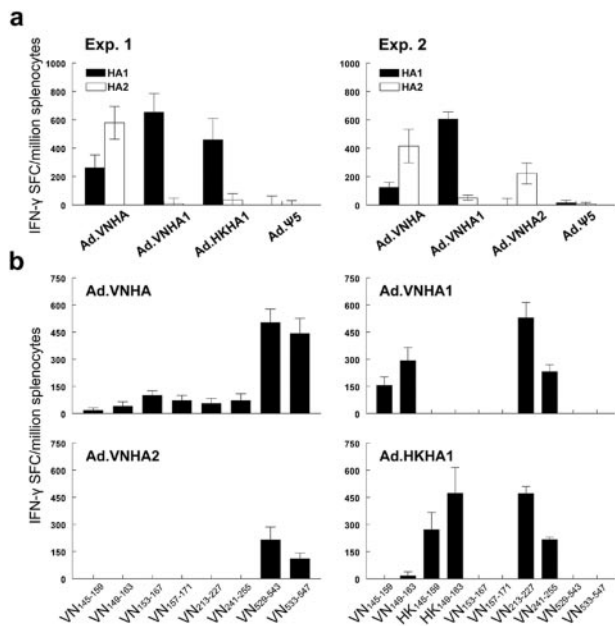 a
Exp. 1
Exp. 2
IFN-γ SFC/million splenocytes
1000
800
600
400
200
0
HA1
HA2
Ad.VNHA
Ad.VNHA1
Ad.HKHA1
Ad.Ψ5
1000
800
600
400
200
0
HA1
HA2
Ad.VNHA
Ad.VNHA1
Ad.VNHA2
Ad.Ψ5
b
IFN-γ SFC/million splenocytes
Ad.VNHA
750
600
450
300
150
0
Ad.VNHA1
750
600
450
300
150
0
Ad.VNHA2
750
600
450
300
150
0
VN145-159
VN149-163
VN153-167
VN157-171
VN213-227
VN241-255
VN529-543
VN533-547
Ad.HKHA1
750
600
450
300
150
0
VN145-159
VN149-163
HK145-159
HK149-163
VN153-167
VN157-171
VN213-227
VN241-255
VN529-543
VN533-547